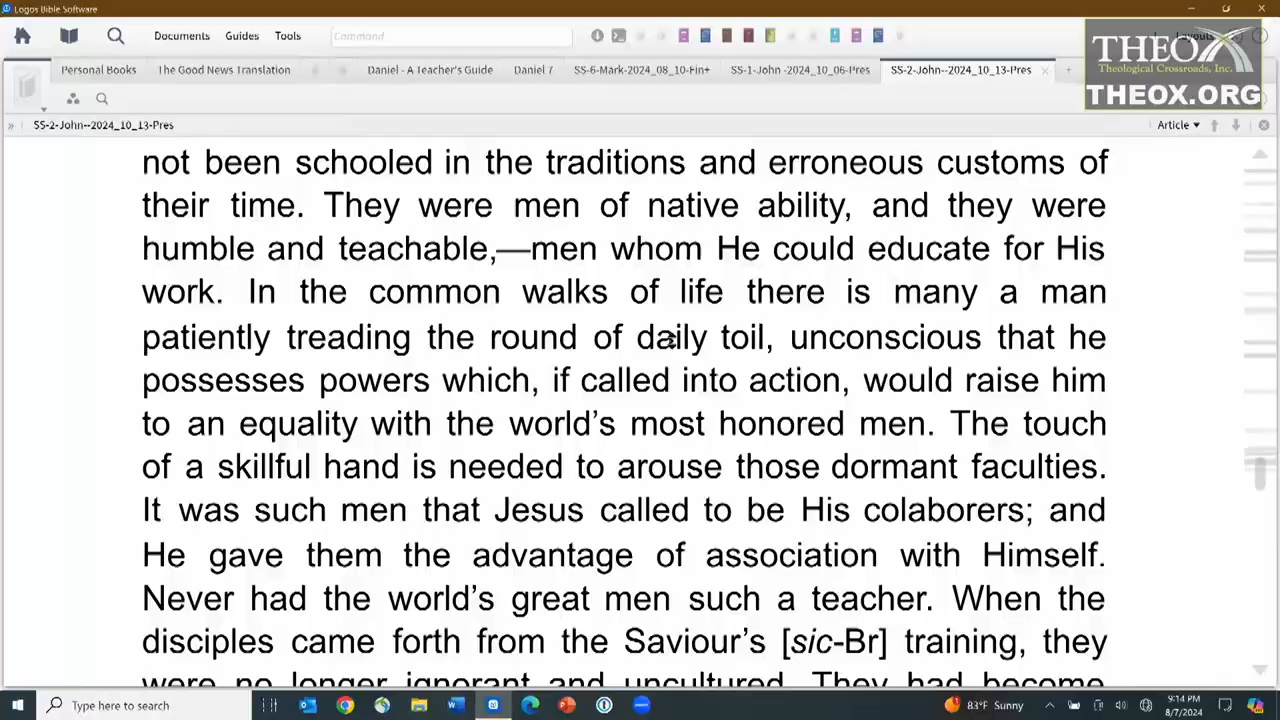 Logos Bible Software
Documents Guides Tools Command
THEOX
Theological Crossroads, Inc.
THEOX.ORG
Personal Books The Good News Translation Daniel 7 SS-6-Mark-2024_08_10-Fin+ SS-1-John-2024_10_06-Pres SS-2-John--2024_10_13-Pres
SS-2-John--2024_10_13-Pres Article
not been schooled in the traditions and erroneous customs of
their time. They were men of native ability, and they were
humble and teachable,—men whom He could educate for His
work. In the common walks of life there is many a man
patiently treading the round of daily toil, unconscious that he
possesses powers which, if called into action, would raise him
to an equality with the world's most honored men. The touch
of a skillful hand is needed to arouse those dormant faculties.
It was such men that Jesus called to be His colaborers; and
He gave them the advantage of association with Himself.
Never had the world's great men such a teacher. When the
disciples came forth from the Saviour's [sic-Br] training, they
were no longer ignorant and uncultured. They had become
Type here to search
83°F Sunny
9:14 PM
8/7/2024